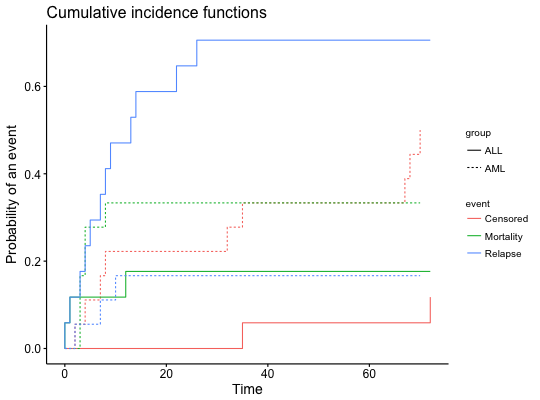 Cumulative incidence functions
Probability of an event
0.6
0.4
0.2
0.0
0
20
40
60
Time
group
ALL
AML
event
Censored
Mortality
Relapse